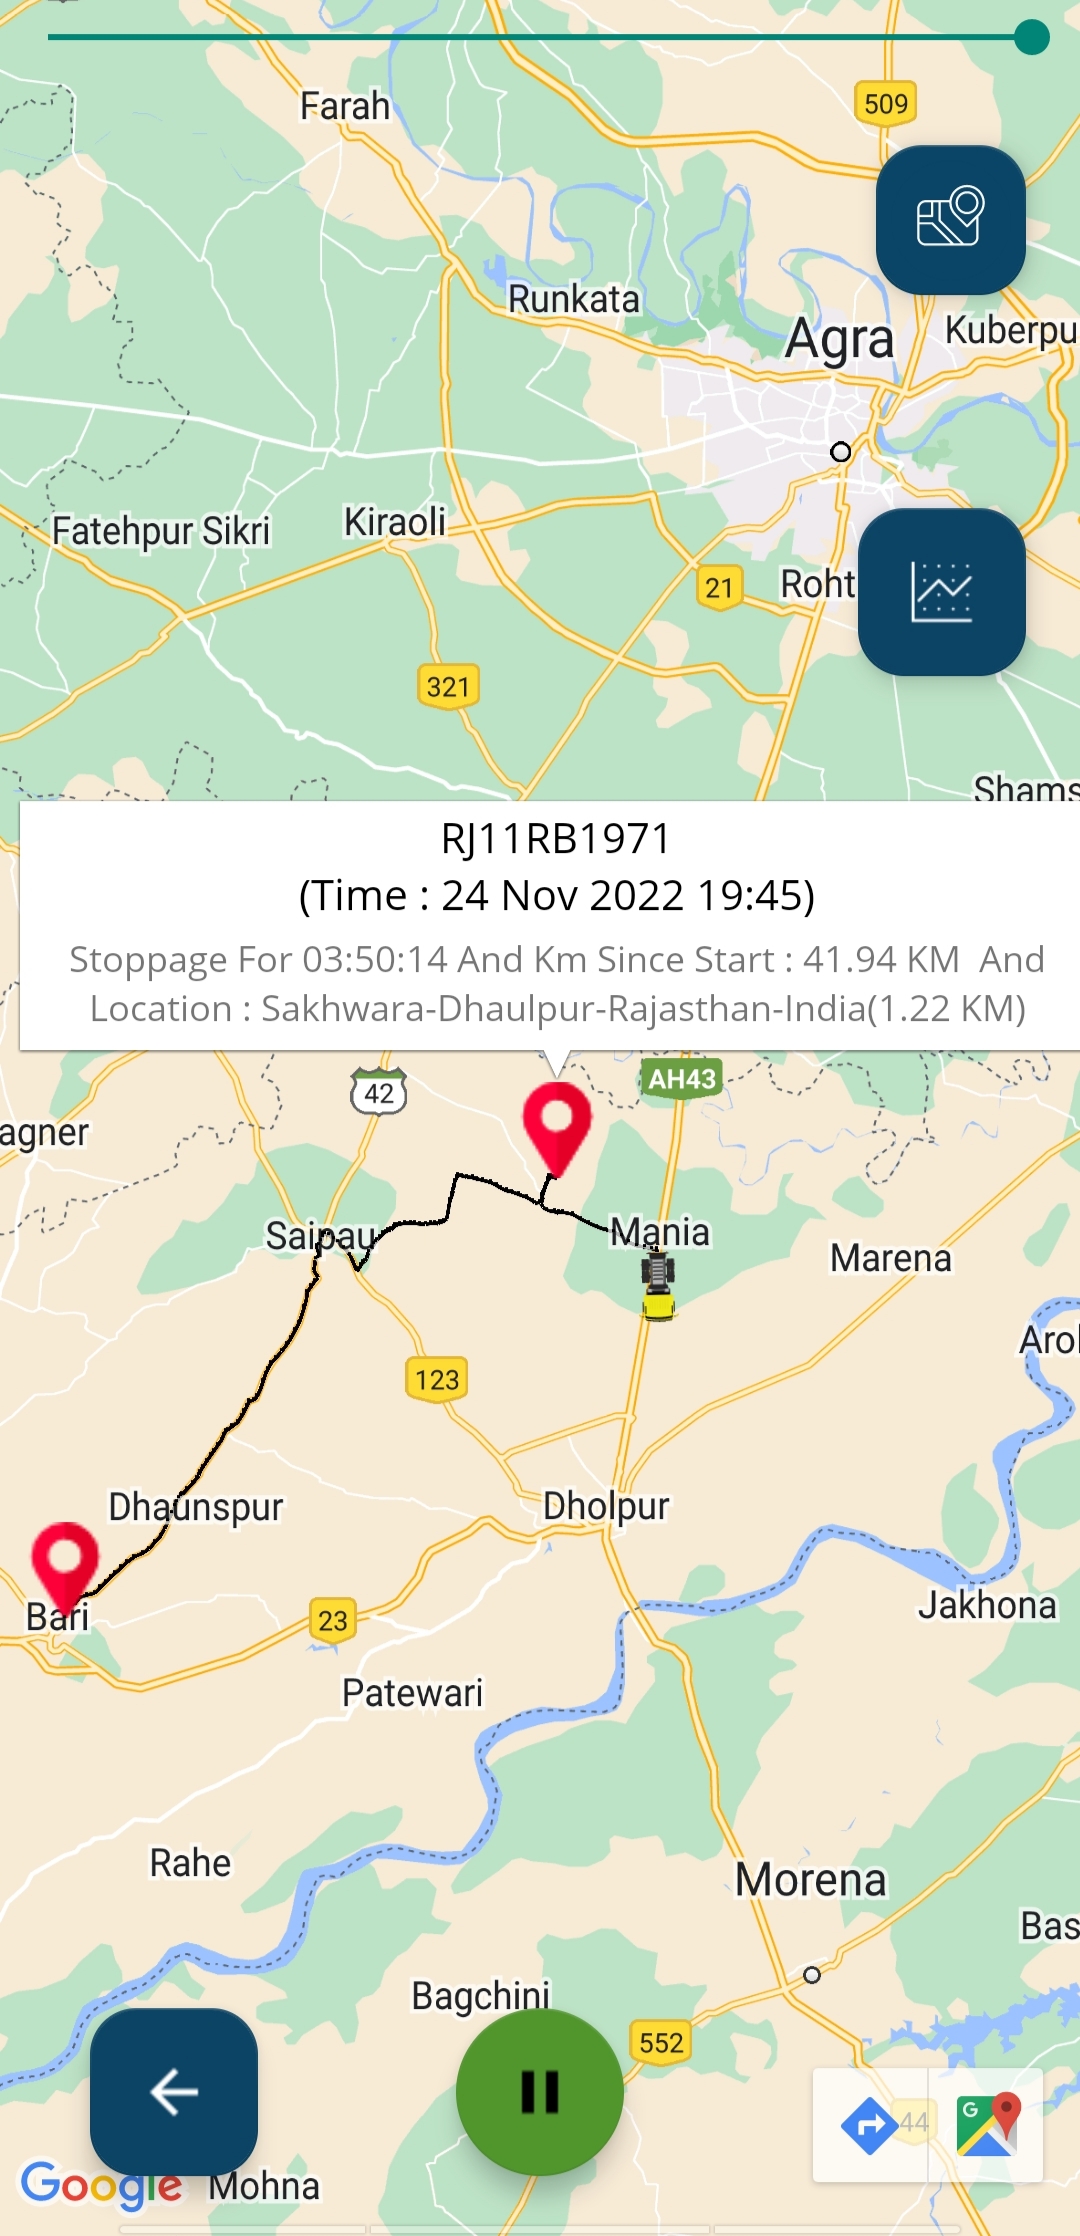 Farah
509
Runkata
Agra
Kuberpu
Fatehpur Sikri
Kiraoli
21
Roht
321
Shams
RJ11RB1971
(Time : 24 Nov 2022 19:45)
Stoppage For 03:50:14 And Km Since Start : 41.94 KM And
Location : Sakhwara-Dhaulpur-Rajasthan-India(1.22 KM)
42
AH43
agner
Saipau
Mania
Marena
Arol
123
Dhaunspur
Dholpur
Bari
23
Jakhona
Patewari
Rahe
Morena
Bas
Bagchini
552
44
G
Google
Mohna